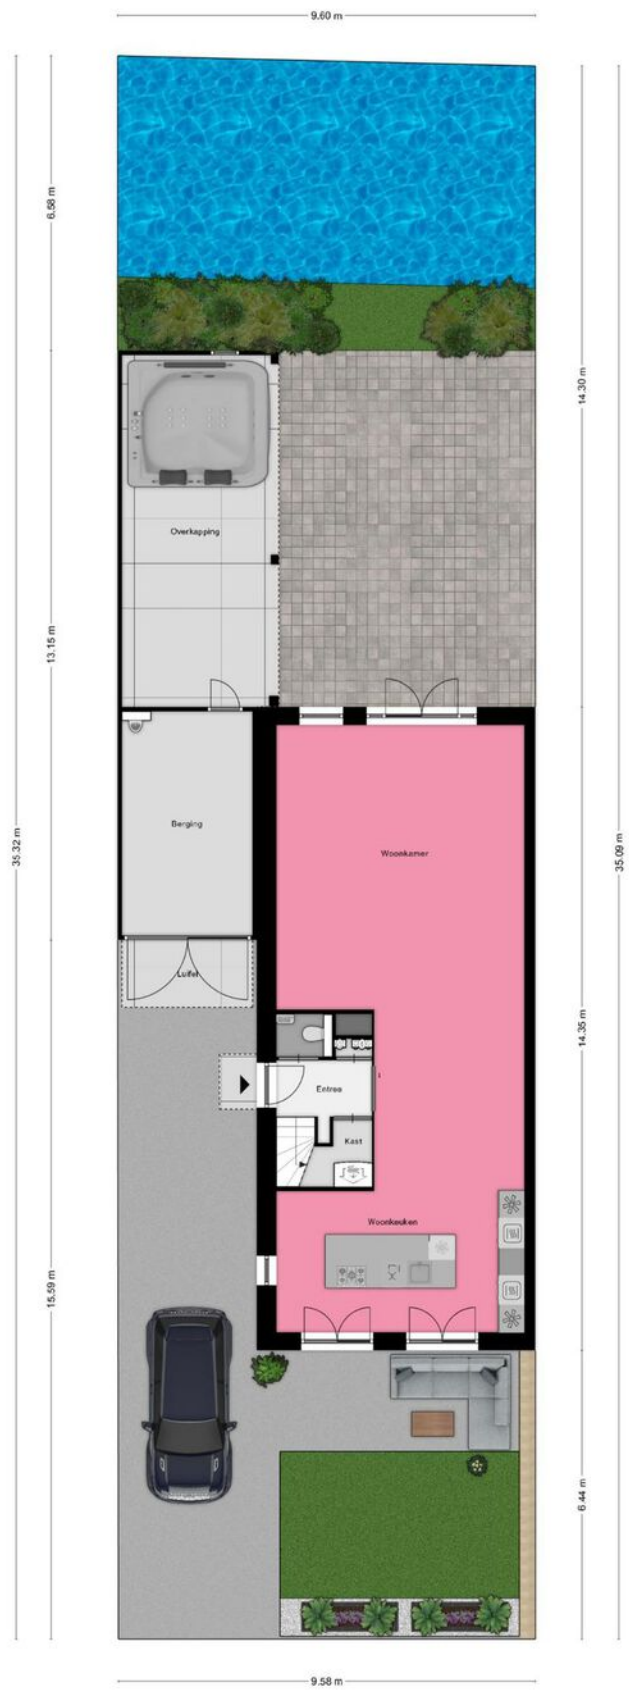 9.60 m
6.58 m
14.30 m
Overkapping
13.15 m
Berging
35.32 m
Woonkamer
35.09 m
Luifel
14.35 m
Entree
Kast
Woonkeuken
15.59 m
6.44 m
9.58 m